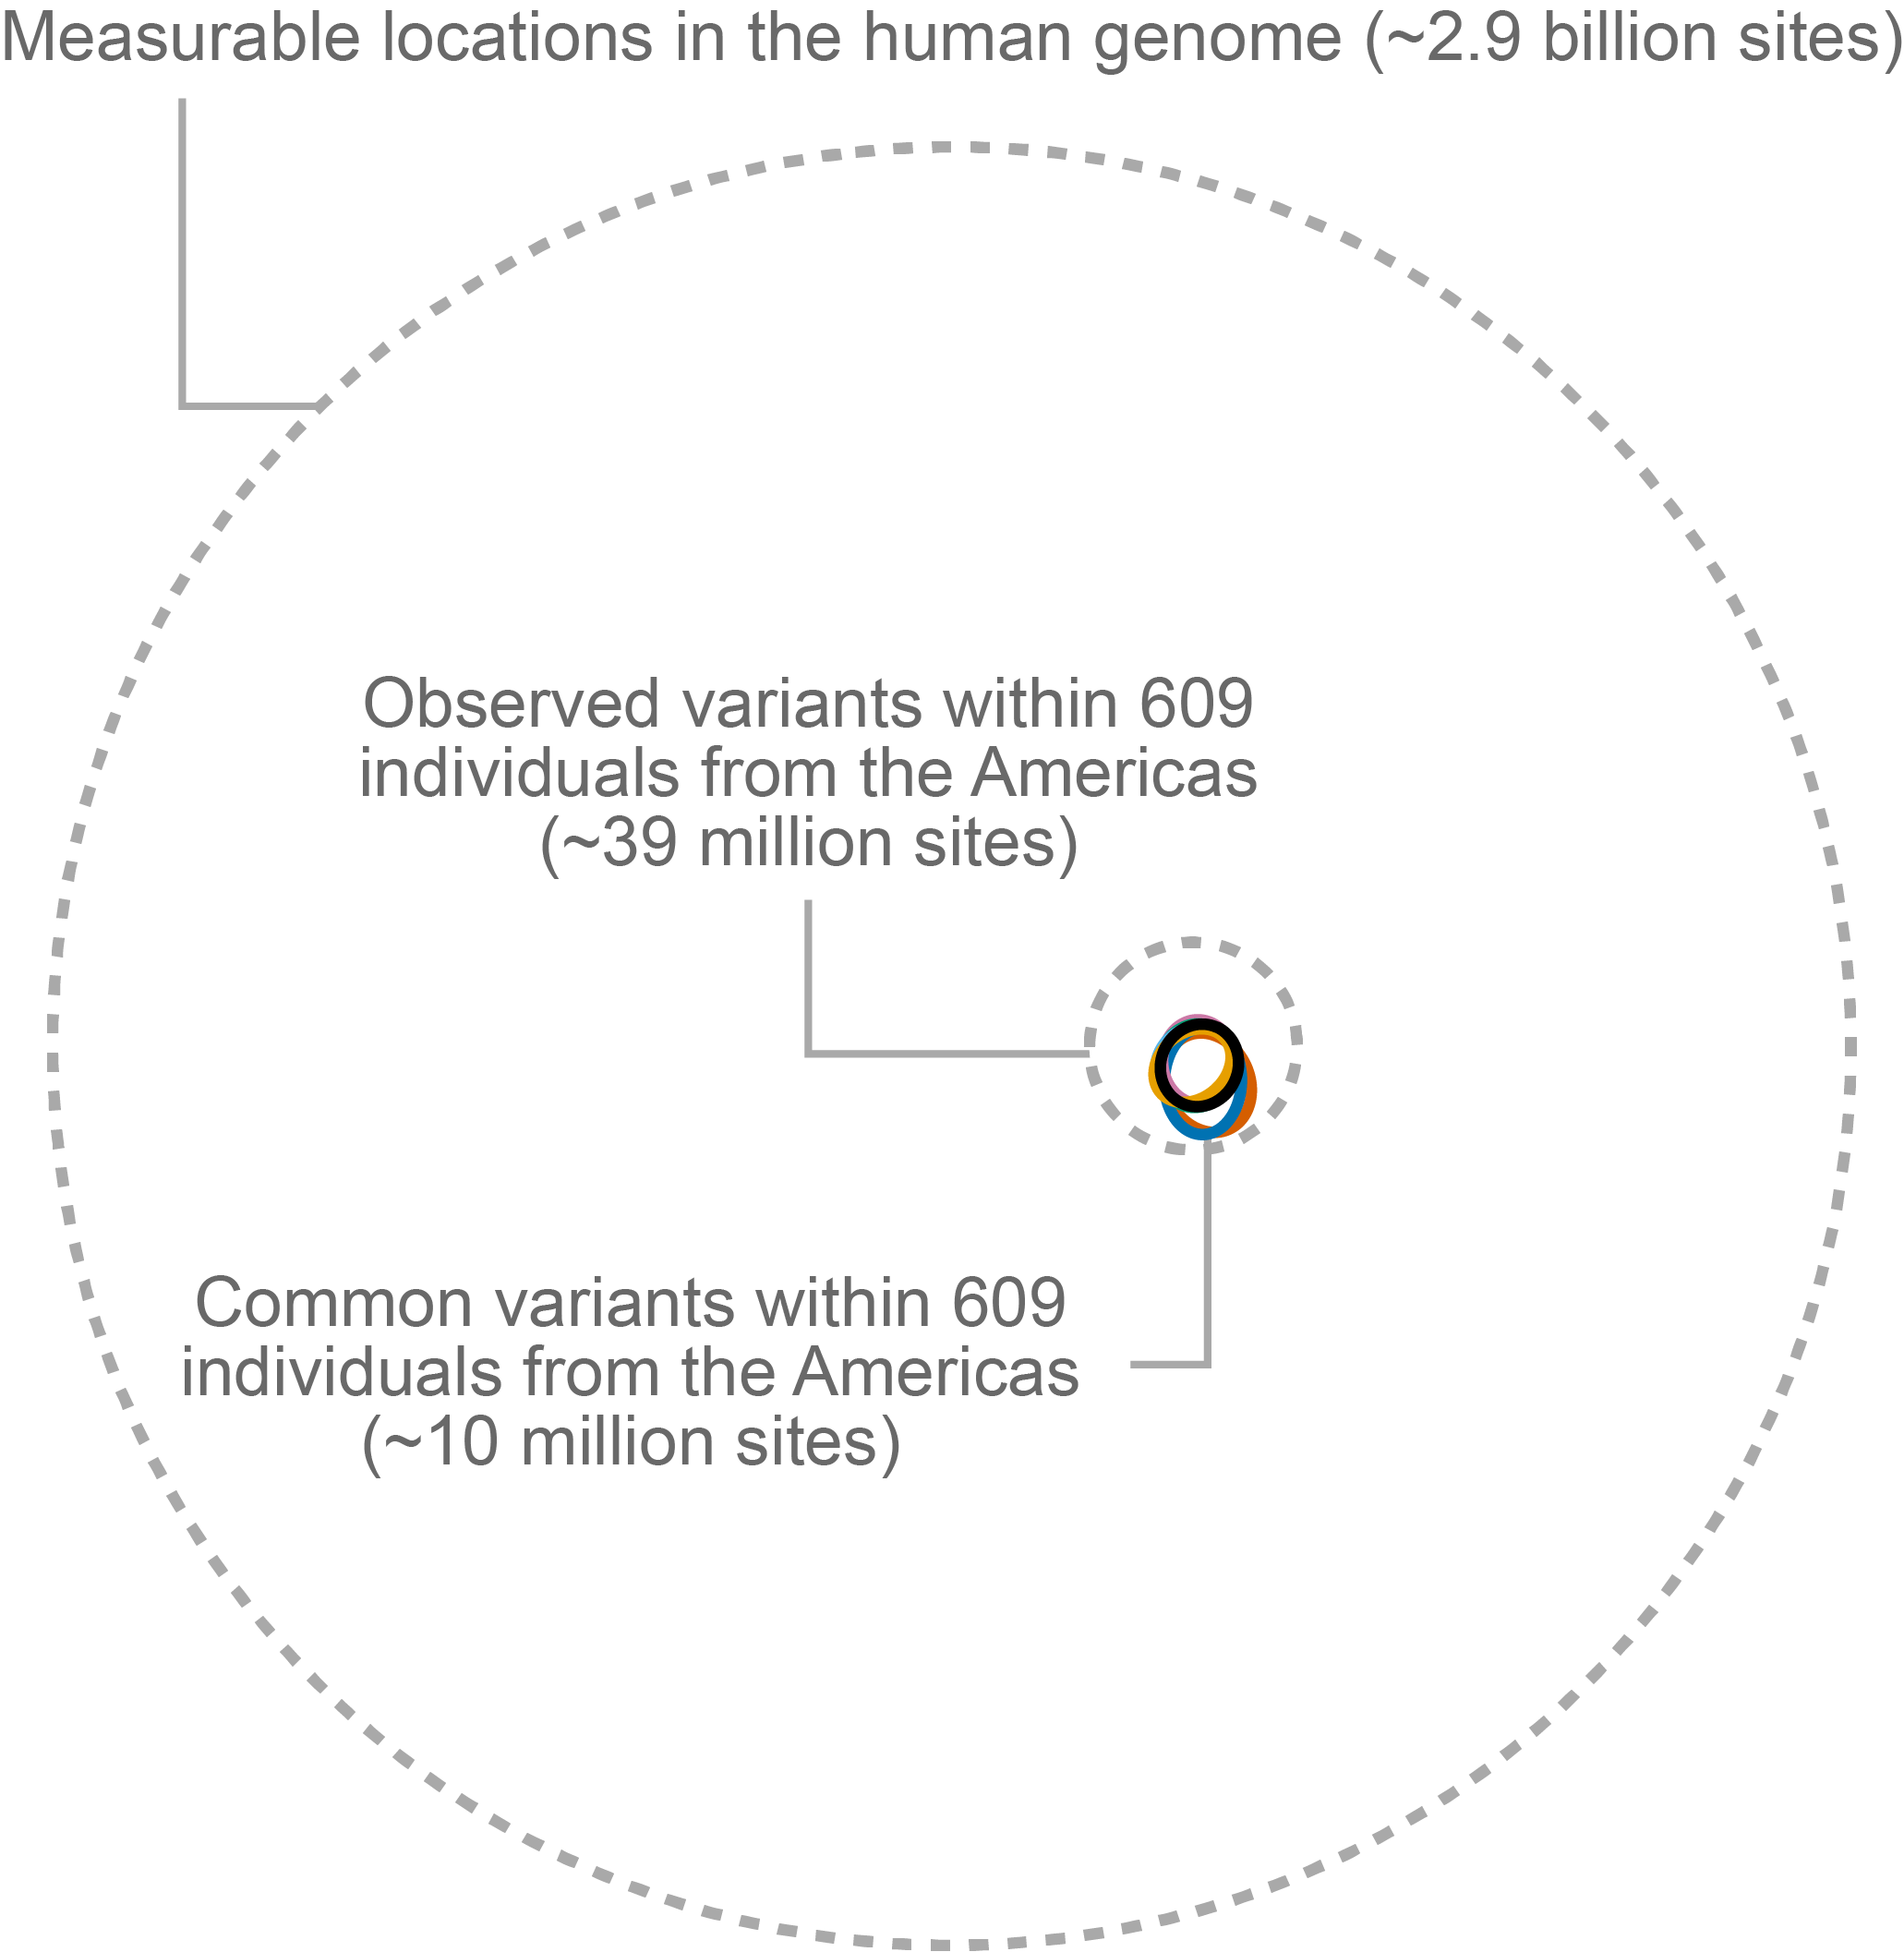 Measurable locations in the human genome (~2.9 billion sites)
Observed variants within 609
individuals from the Americas
(~39 million sites)
Common variants within 609
individuals from the Americas
(~10 million sites)